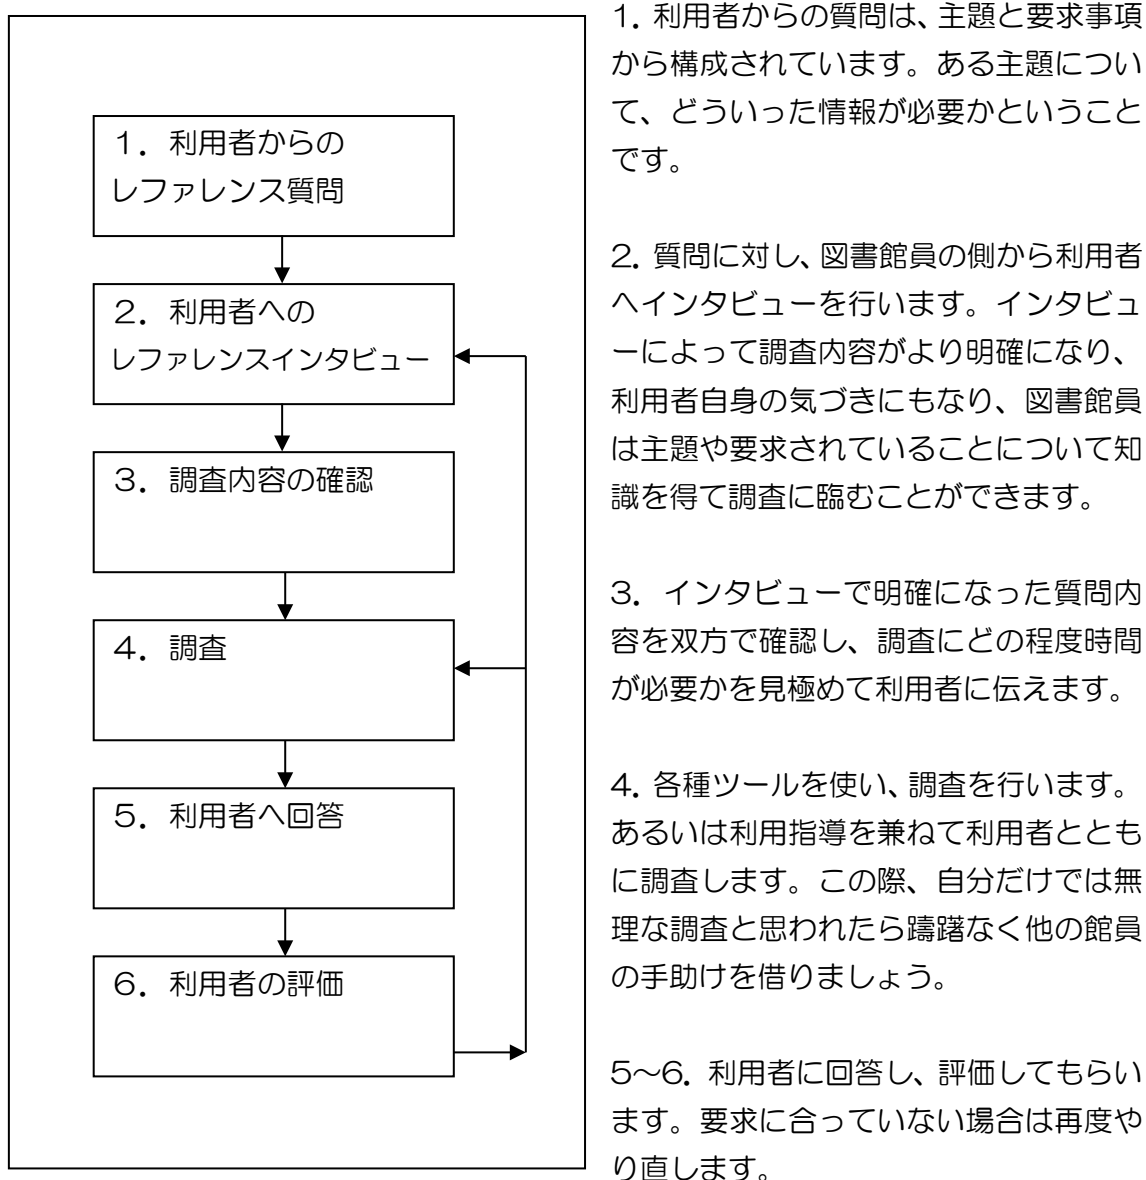 1．利用者からの
レファレンス質問
2．利用者への
レファレンスインタビュー
3．調査内容の確認
4．調査
5．利用者へ回答
6．利用者の評価
1．利用者からの質問は、主題と要求事項
から構成されています。ある主題につい
て、どういった情報が必要かということ
です。
2．質問に対し、図書館員の側から利用者
へインタビューを行います。インタビュ
ーによって調査内容がより明確になり、
利用者自身の気づきにもなり、図書館員
は主題や要求されていることについて知
識を得て調査に臨むことができます。
3．インタビューで明確になった質問内
容を双方で確認し、調査にどの程度時間
が必要かを見極めて利用者に伝えます。
4．各種ツールを使い、調査を行います。
あるいは利用指導を兼ねて利用者ととも
に調査します。この際、自分だけでは無
理な調査と思われたら躊躇なく他の館員
の手助けを借りましょう。
5～6．利用者に回答し、評価してもらい
ます。要求に合っていない場合は再度や
り直します。